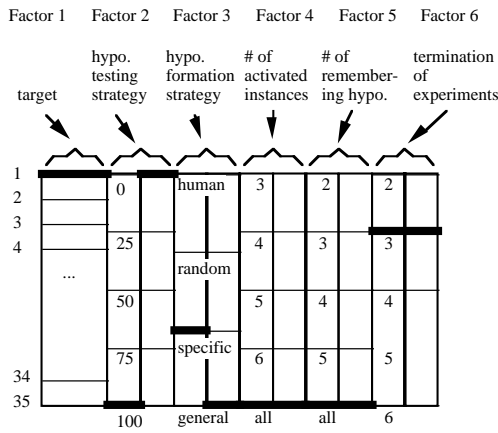 Factor 1 Factor 2 Factor 3 Factor 4 Factor 5 Factor 6
target
hypo.
testing
strategy
hypo.
formation
strategy
# of
activated
instances
# of
remember-
ing hypo.
termination
of
experiments
1
2
3
4
...
34
35
0
25
50
75
100
human
random
specific
general
3
4
5
6
all
2
3
4
5
all
2
3
4
5
6